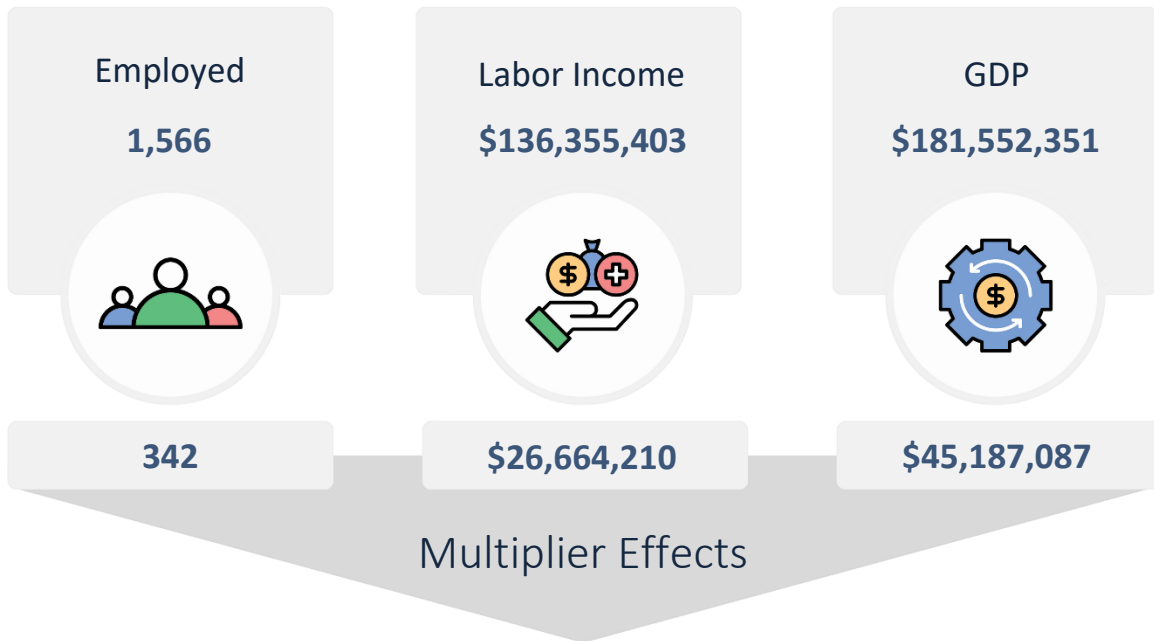 Employed
1,566
Labor Income
$136,355,403
GDP
$181,552,351
342
$26,664,210
$45,187,087
Multiplier Effects